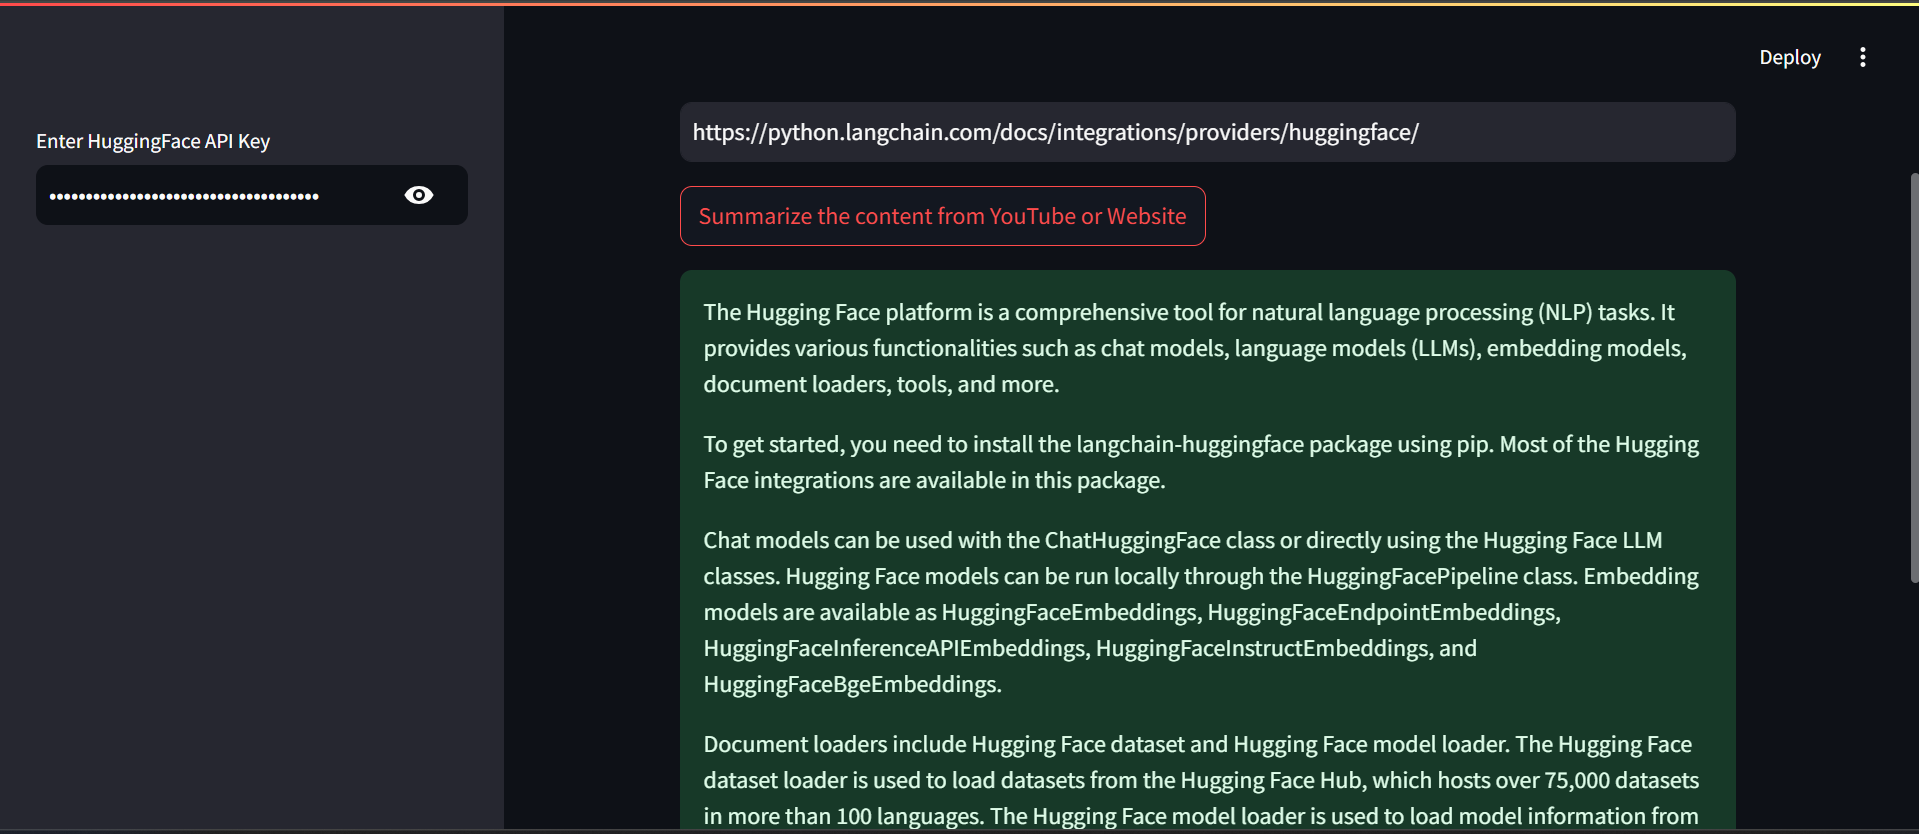 Deploy
Enter HuggingFace API Key
https://python.langchain.com/docs/integrations/providers/huggingface/
Summarize the content from YouTube or Website
The Hugging Face platform is a comprehensive tool for natural language processing (NLP) tasks. It
provides various functionalities such as chat models, language models (LLMs), embedding models,
document loaders, tools, and more.
To get started, you need to install the langchain-huggingface package using pip. Most of the Hugging
Face integrations are available in this package.
Chat models can be used with the ChatHuggingFace class or directly using the Hugging Face LLM
classes. Hugging Face models can be run locally through the HuggingFacePipeline class. Embedding
models are available as HuggingFaceEmbeddings, HuggingFaceEndpointEmbeddings,
HuggingFaceInferenceAPIEmbeddings, HuggingFaceInstructEmbeddings, and
HuggingFaceBgeEmbeddings.
Document loaders include Hugging Face dataset and Hugging Face model loader. The Hugging Face
dataset loader is used to load datasets from the Hugging Face Hub, which hosts over 75,000 datasets
in more than 100 languages. The Hugging Face model loader is used to load model information from